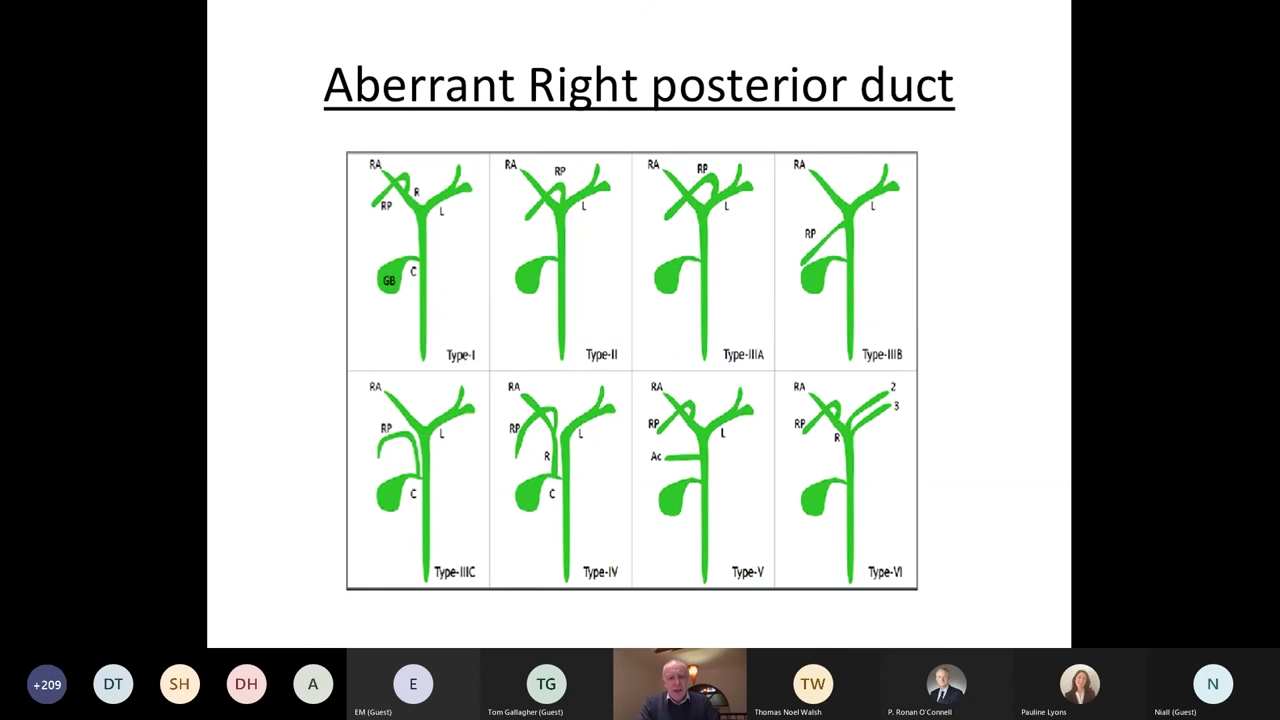 Aberrant Right posterior duct
RA
R
RP
L
C
GB
Type-I
RA
RP
L
Type-II
RA
RP
L
Type-IIIA
RA
L
RP
Type-IIIB
RA
RP
L
C
Type-IIIC
RA
RP
L
R
C
Type-IV
RA
RP
L
Ac
Type-V
RA
2
3
RP
R
Type-VI
+209
DT
SH
DH
A
E
EM (Guest)
TG
Tom Gallagher (Guest)
TW
Thomas Noel Walsh
P. Ronan O'Connell
Pauline Lyons
N
Niall (Guest)